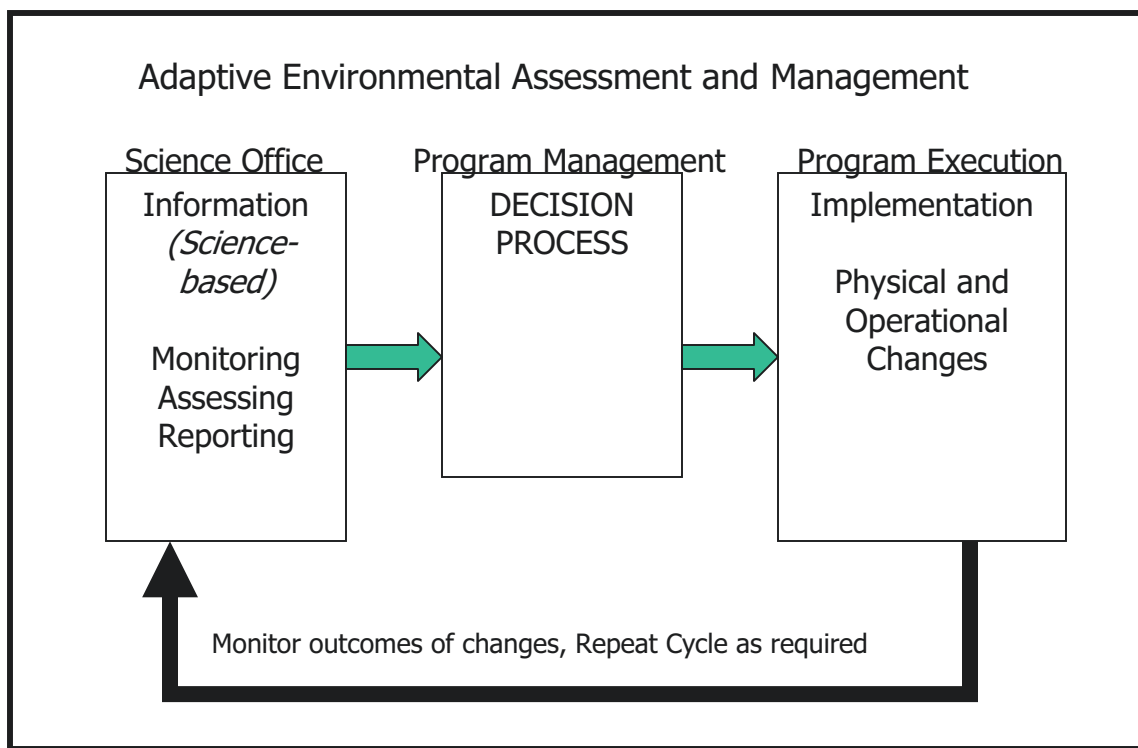 Adaptive Environmental Assessment and Management
Science Office
Information
(Science-
based)
Monitoring
Assessing
Reporting
Program Management
DECISION
PROCESS
Program Execution
Implementation
Physical and
Operational
Changes
Monitor outcomes of changes, Repeat Cycle as required